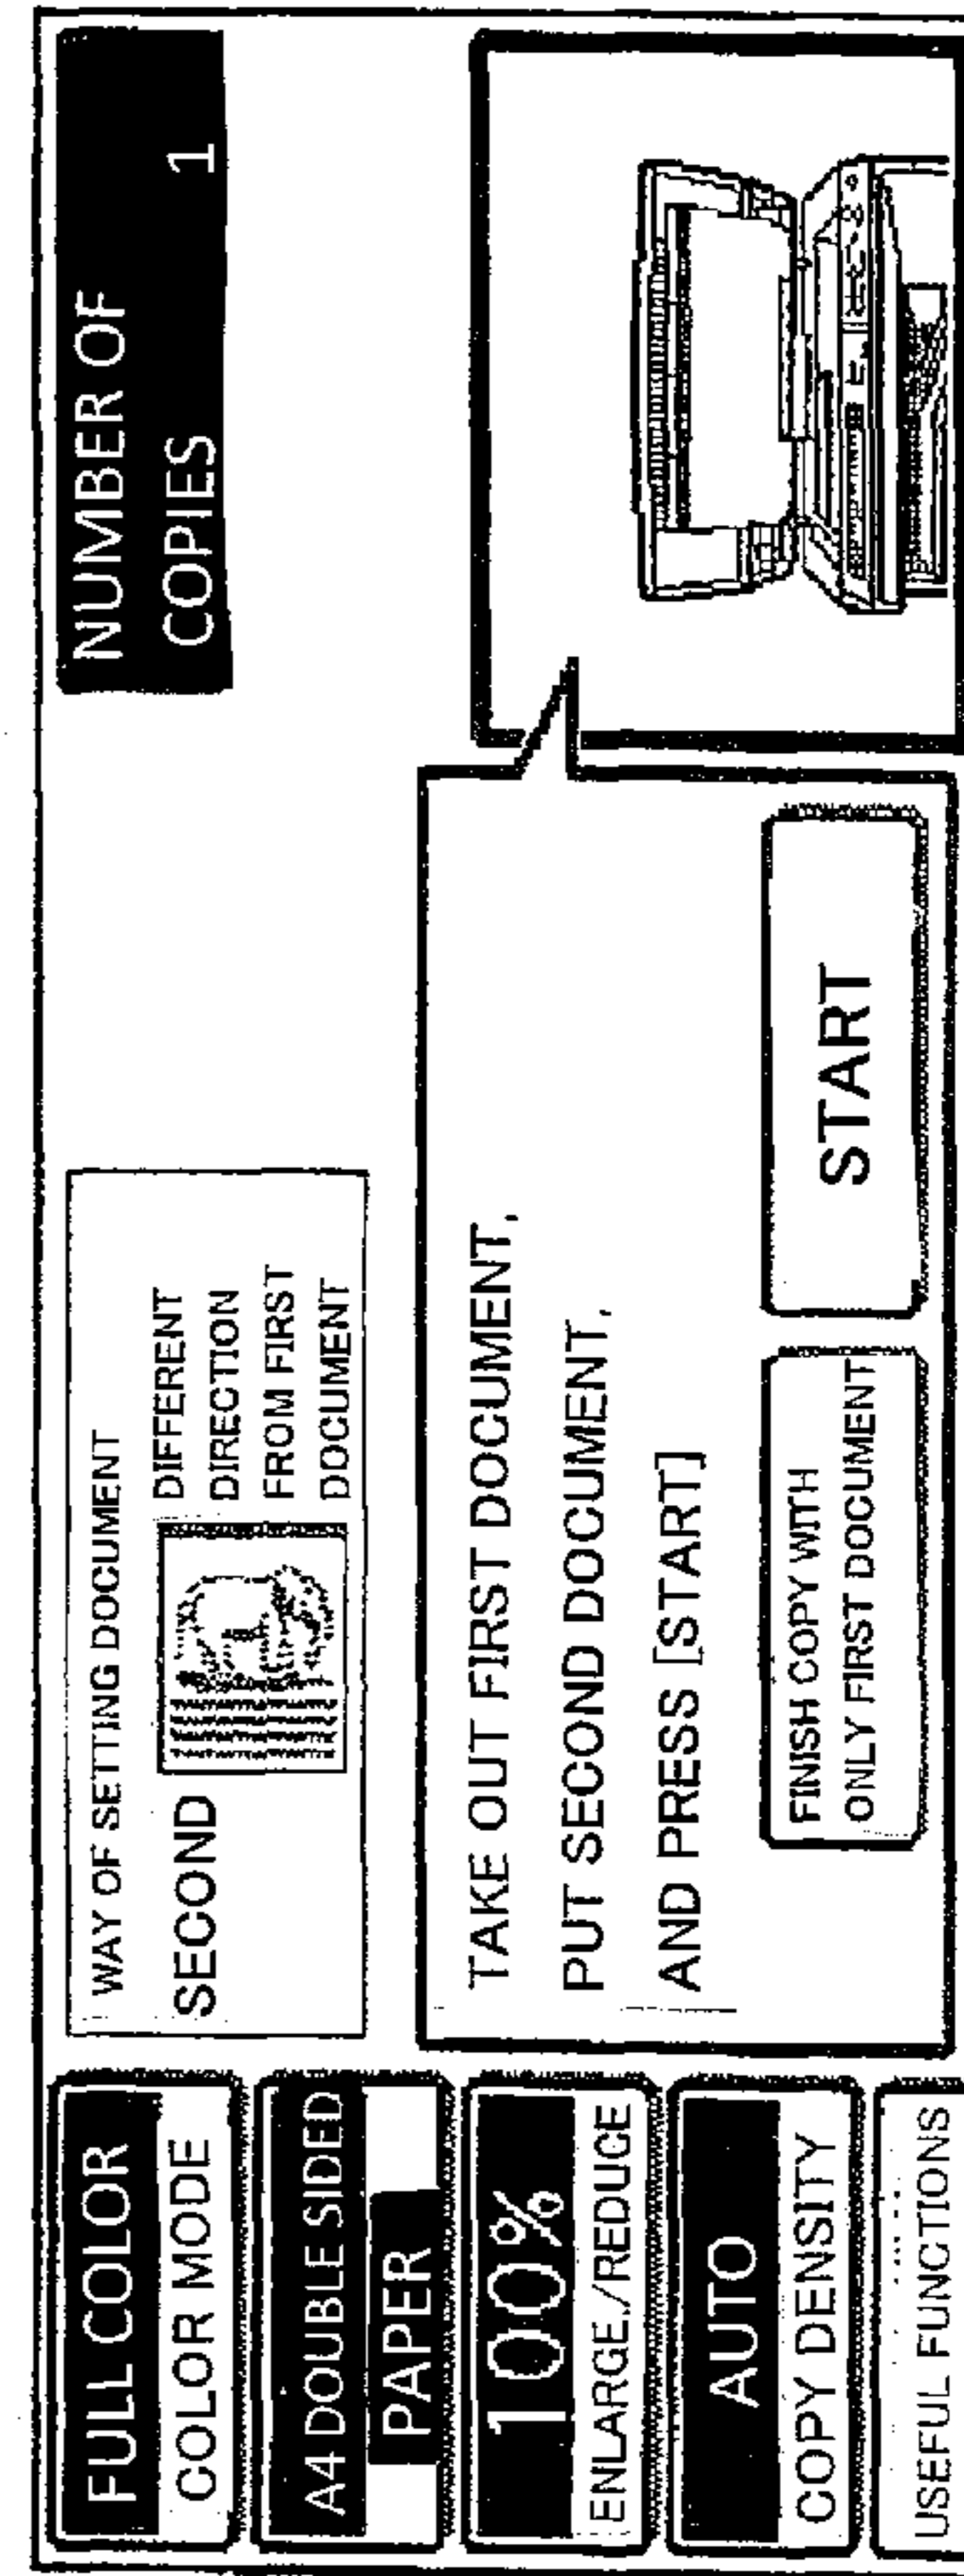 FULL COLOR
COLOR MODE
A4 DOUBLE SIDED
PAPER
100%
ENLARGE/REDUCE
AUTO
COPY DENSITY
USEFUL FUNCTIONS
WAY OF SETTING DOCUMENT
SECOND
DIFFERENT
DIRECTION
FROM FIRST
DOCUMENT
NUMBER OF
COPIES 1
TAKE OUT FIRST DOCUMENT,
PUT SECOND DOCUMENT,
AND PRESS [START]
FINISH COPY WITH
ONLY FIRST DOCUMENT
START